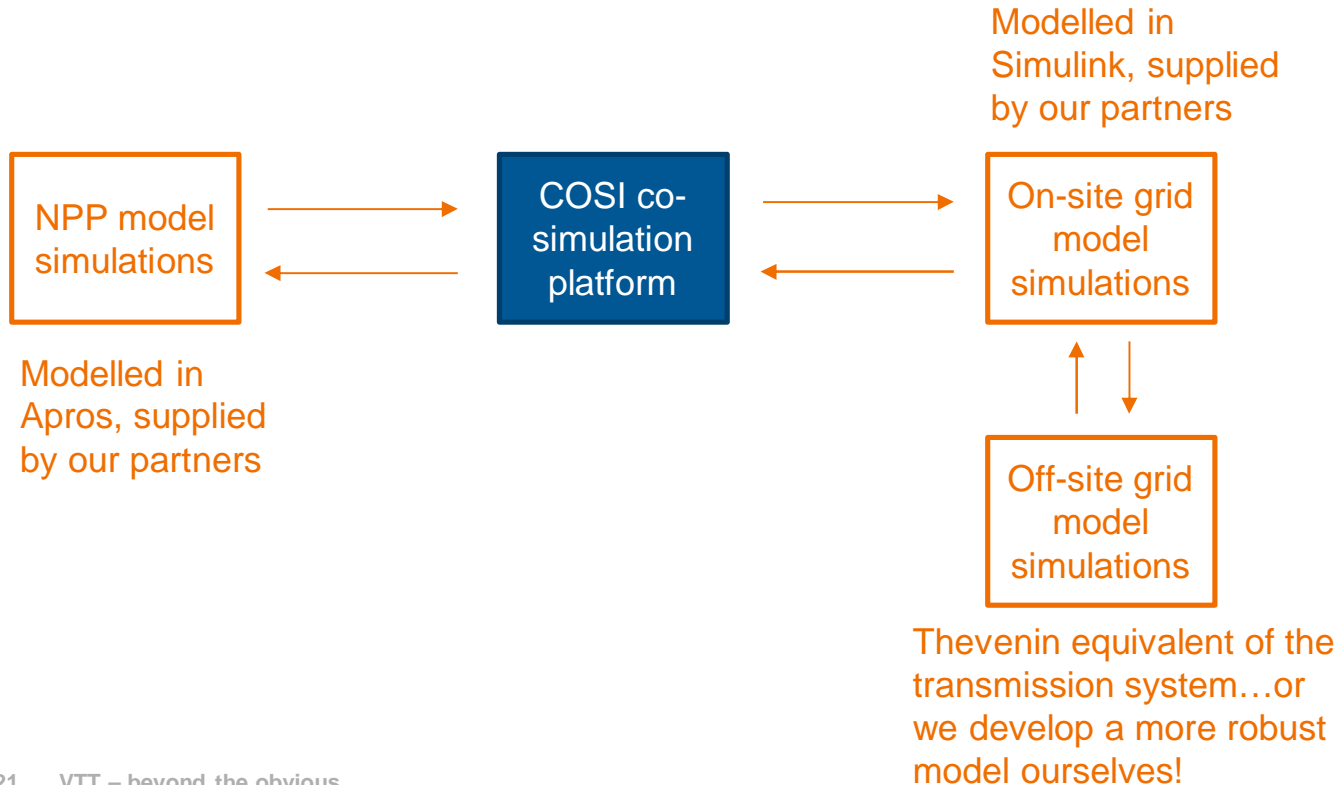 Modelled in
Simulink, supplied
by our partners
NPP model
simulations
COSI co-
simulation
platform
On-site grid
model
simulations
Modelled in
Apros, supplied
by our partners
Off-site grid
model
simulations
Thevenin equivalent of the
transmission system…or
we develop a more robust
model ourselves!
21 VTT – beyond the obvious